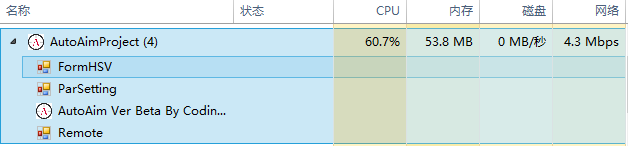 名称 状态 CPU 内存 磁盘 网络
AutoAimProject (4) 60.7% 53.8 MB 0 MB/秒 4.3 Mbps
FormHSV
ParSetting
AutoAim Ver Beta By Codin...
Remote